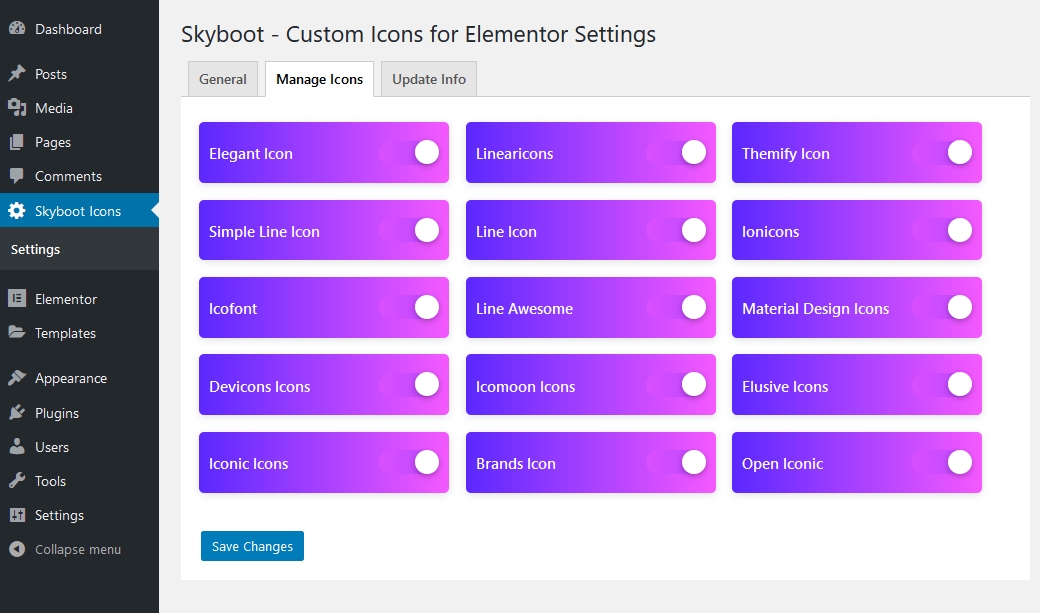 Dashboard
Posts
Media
Pages
Comments
Skyboot Icons
Settings
Elementor
Templates
Appearance
Plugins
Users
Tools
Settings
Collapse menu
Skyboot - Custom Icons for Elementor Settings
General Manage Icons Update Info
Elegant Icon Linearicons Themify Icon
Simple Line Icon Line Icon Ionicons
Icofont Line Awesome Material Design Icons
Devicons Icons Icomoon Icons Elusive Icons
Iconic Icons Brands Icon Open Iconic
Save Changes